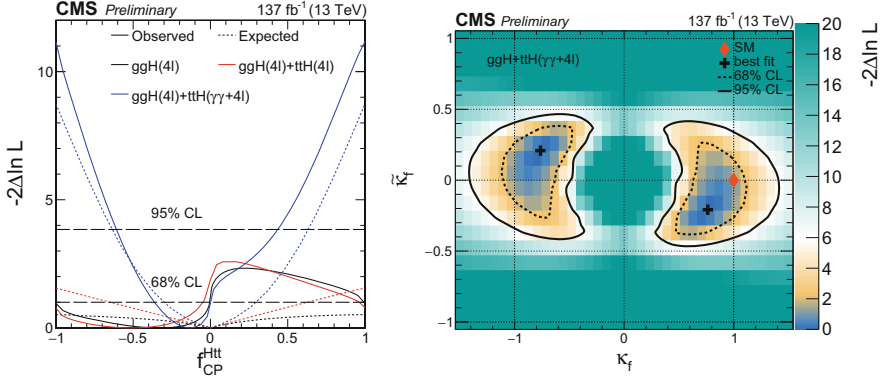 CMS Preliminary 137 fb⁻¹ (13 TeV)
Observed Expected
ggH(4l) ggH(4l)+ttH(4l)
ggH(4l)+ttH(γγ+4l)
95% CL
68% CL
-2Δln L
10
5
0
−1 −0.5 0 0.5 1
f_CP^Htt
CMS Preliminary 137 fb⁻¹ (13 TeV)
ggH+ttH(γγ+4l)
SM
best fit
68% CL
95% CL
κ̃_f
1
0.5
0
−0.5
−1
−1 0 1
κ_f
20
18
16
14
12
10
8
6
4
2
0
-2Δln L